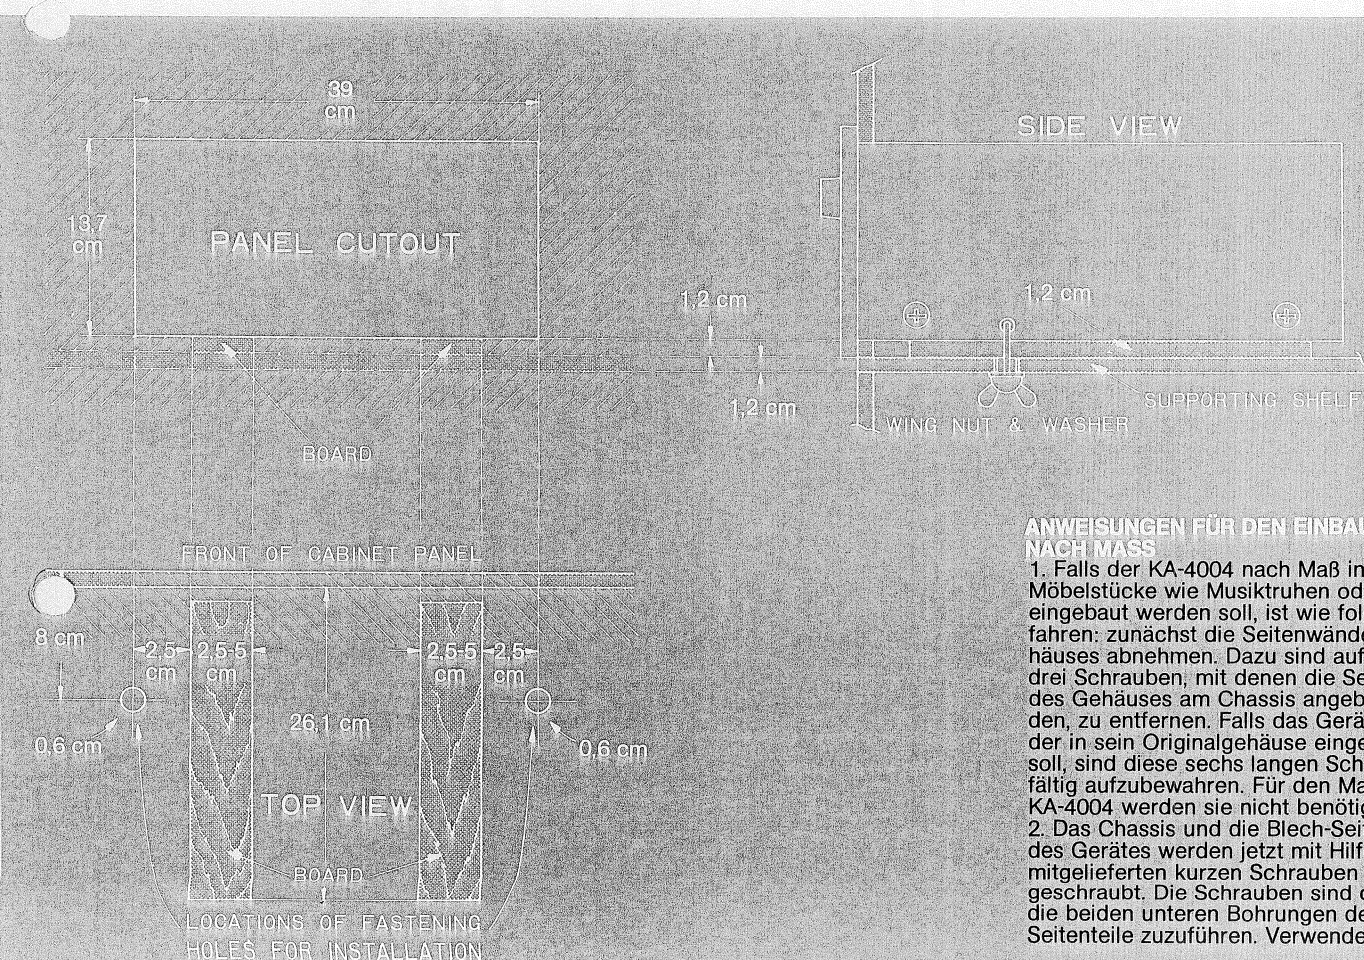 39
cm
SIDE VIEW
13,7
cm
PANEL CUTOUT
1,2 cm
1,2 cm
1,2 cm
SUPPORTING SHELF
WING NUT & WASHER
BOARD
FRONT OF CABINET PANEL
8 cm
2,5
cm
2,5-5
cm
2,5-5
cm
2,5
cm
26,1 cm
0,6 cm
0,6 cm
TOP VIEW
BOARD
LOCATIONS OF FASTENING
HOLES FOR INSTALLATION
ANWEISUNGEN FÜR DEN EINBA
NACH MASS
1. Falls der KA-4004 nach Maß in
Möbelstücke wie Musiktruhen od
eingebaut werden soll, ist wie fol
fahren: zunächst die Seitenwände
häuses abnehmen. Dazu sind auf
drei Schrauben, mit denen die Se
des Gehäuses am Chassis angeb
den, zu entfernen. Falls das Gerä
der in sein Originalgehäuse einge
soll, sind diese sechs langen Sch
fältig aufzubewahren. Für den Ma
KA-4004 werden sie nicht benötig
2. Das Chassis und die Blech-Sei
des Gerätes werden jetzt mit Hilf
mitgelieferten kurzen Schrauben
geschraubt. Die Schrauben sind
die beiden unteren Bohrungen de
Seitenteile zuzuführen. Verwende